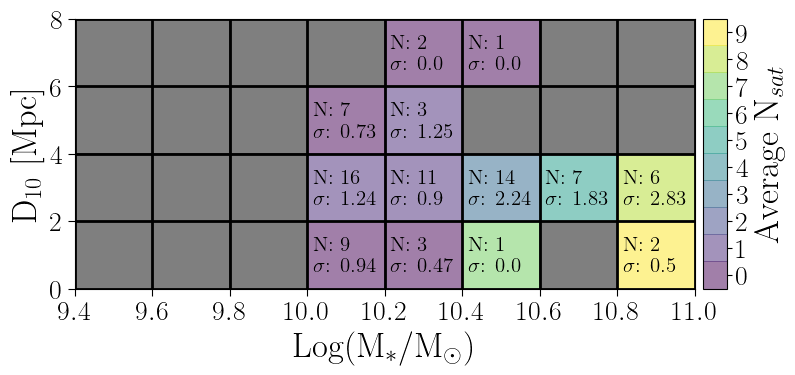 D₁₀ [Mpc]
8
6
4
2
0
N: 2
σ: 0.0
N: 1
σ: 0.0
N: 7
σ: 0.73
N: 3
σ: 1.25
N: 16
σ: 1.24
N: 11
σ: 0.9
N: 14
σ: 2.24
N: 7
σ: 1.83
N: 6
σ: 2.83
N: 9
σ: 0.94
N: 3
σ: 0.47
N: 1
σ: 0.0
N: 2
σ: 0.5
9.4 9.6 9.8 10.0 10.2 10.4 10.6 10.8 11.0
Log(M*/M⊙)
9
8
7
6
5
4
3
2
1
0
Average Nsat